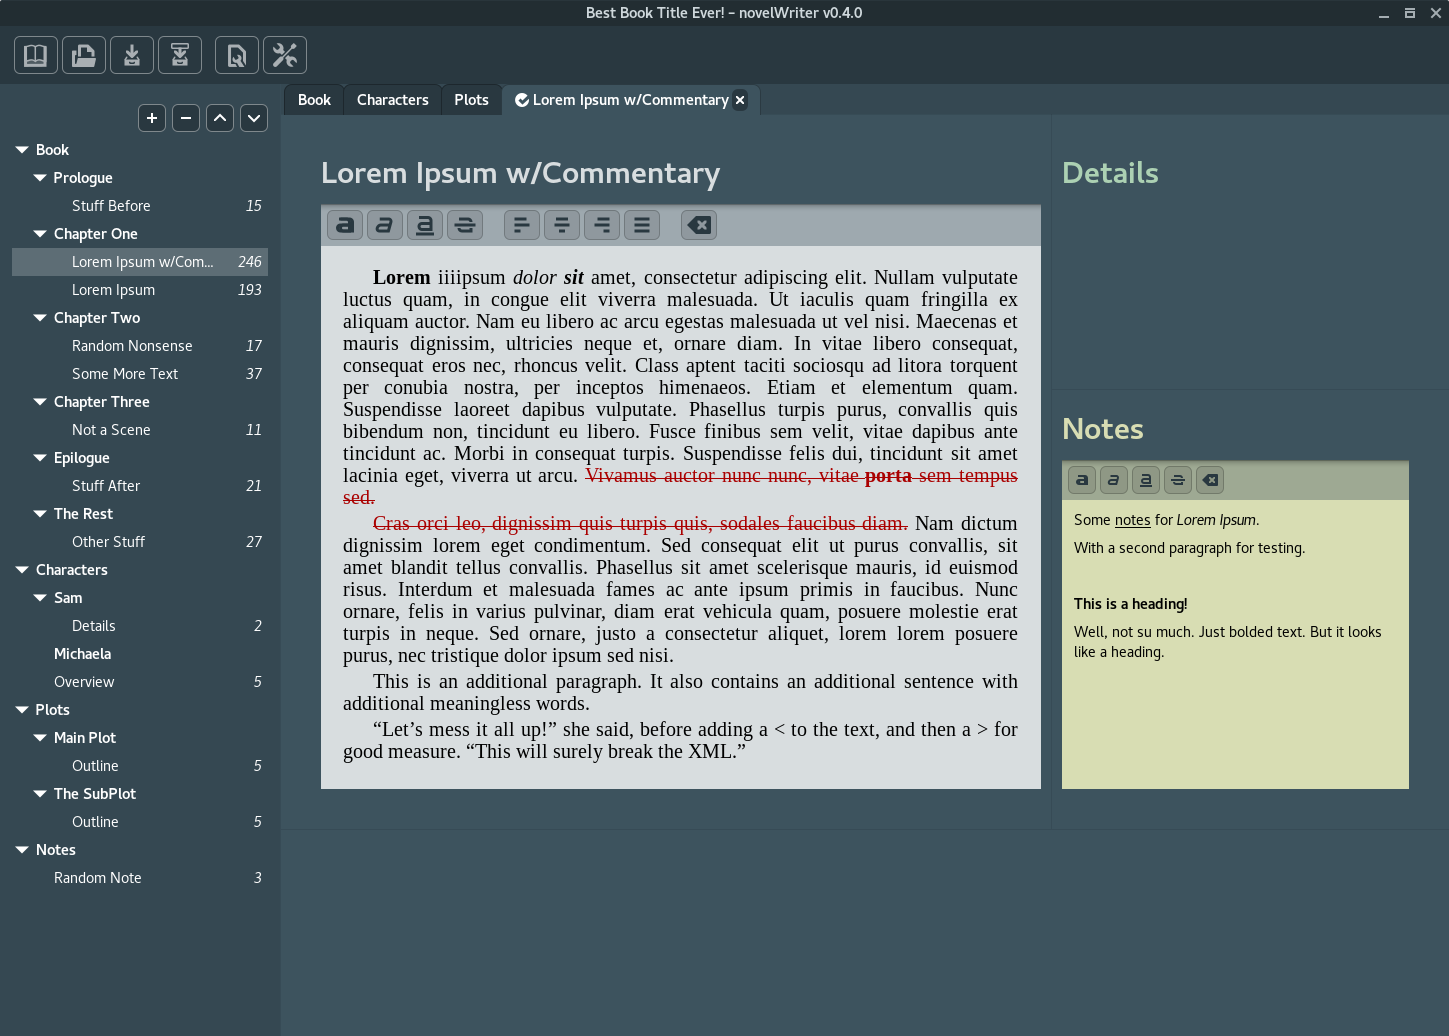 Best Book Title Ever! – novelWriter v0.4.0
Book
Characters
Plots
Lorem Ipsum w/Commentary
Book
Prologue
Stuff Before 15
Chapter One
Lorem Ipsum w/Com... 246
Lorem Ipsum 193
Chapter Two
Random Nonsense 17
Some More Text 37
Chapter Three
Not a Scene 11
Epilogue
Stuff After 21
The Rest
Other Stuff 27
Characters
Sam
Details 2
Michaela
Overview 5
Plots
Main Plot
Outline 5
The SubPlot
Outline 5
Notes
Random Note 3
Lorem Ipsum w/Commentary
a a a S
Lorem iiiipsum dolor sit amet, consectetur adipiscing elit. Nullam vulputate
luctus quam, in congue elit viverra malesuada. Ut iaculis quam fringilla ex
aliquam auctor. Nam eu libero ac arcu egestas malesuada ut vel nisi. Maecenas et
mauris dignissim, ultricies neque et, ornare diam. In vitae libero consequat,
consequat eros nec, rhoncus velit. Class aptent taciti sociosqu ad litora torquent
per conubia nostra, per inceptos himenaeos. Etiam et elementum quam.
Suspendisse laoreet dapibus vulputate. Phasellus turpis purus, convallis quis
bibendum non, tincidunt eu libero. Fusce finibus sem velit, vitae dapibus ante
tincidunt ac. Morbi in consequat turpis. Suspendisse felis dui, tincidunt sit amet
lacinia eget, viverra ut arcu. Vivamus auctor nunc nunc, vitae porta sem tempus
sed.
Cras orci leo, dignissim quis turpis quis, sodales faucibus diam. Nam dictum
dignissim lorem eget condimentum. Sed consequat elit ut purus convallis, sit
amet blandit tellus convallis. Phasellus sit amet scelerisque mauris, id euismod
risus. Interdum et malesuada fames ac ante ipsum primis in faucibus. Nunc
ornare, felis in varius pulvinar, diam erat vehicula quam, posuere molestie erat
turpis in neque. Sed ornare, justo a consectetur aliquet, lorem lorem posuere
purus, nec tristique dolor ipsum sed nisi.
This is an additional paragraph. It also contains an additional sentence with
additional meaningless words.
“Let’s mess it all up!” she said, before adding a < to the text, and then a > for
good measure. “This will surely break the XML.”
Details
Notes
a a a S
Some notes for Lorem Ipsum.
With a second paragraph for testing.
This is a heading!
Well, not su much. Just bolded text. But it looks
like a heading.